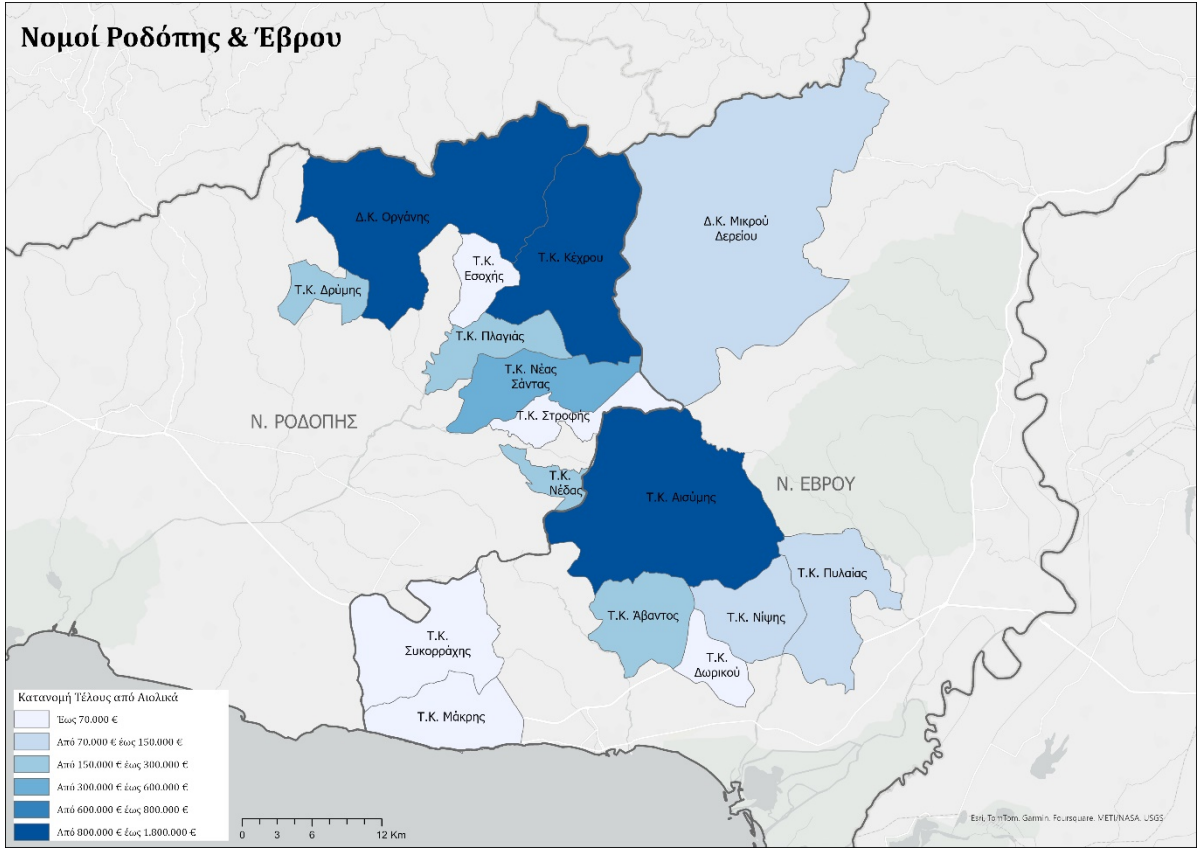 Νομοί Ροδόπης & Έβρου
Δ.Κ. Οργάνης
Δ.Κ. Μικρού
Δερείου
Τ.Κ. Κέχρου
Τ.Κ.
Εσοχής
Τ.Κ. Δρύμης
Τ.Κ. Πλαγιάς
Τ.Κ. Νέας
Σάντας
Τ.Κ. Στροφής
Ν. ΡΟΔΟΠΗΣ
Τ.Κ.
Νέδας
Τ.Κ. Αισύμης
Ν. ΕΒΡΟΥ
Τ.Κ. Πυλαίας
Τ.Κ. Άβαντος
Τ.Κ. Νίψης
Τ.Κ.
Συκορράχης
Τ.Κ.
Δωρικού
Τ.Κ. Μάκρης
Κατανομή Τέλους από Αιολικά
Έως 70.000 €
Από 70.000 € έως 150.000 €
Από 150.000 € έως 300.000 €
Από 300.000 € έως 600.000 €
Από 600.000 € έως 800.000 €
Από 800.000 € έως 1.800.000 €
0 3 6 12 Km
Esri, TomTom, Garmin, Foursquare, METI/NASA, USGS